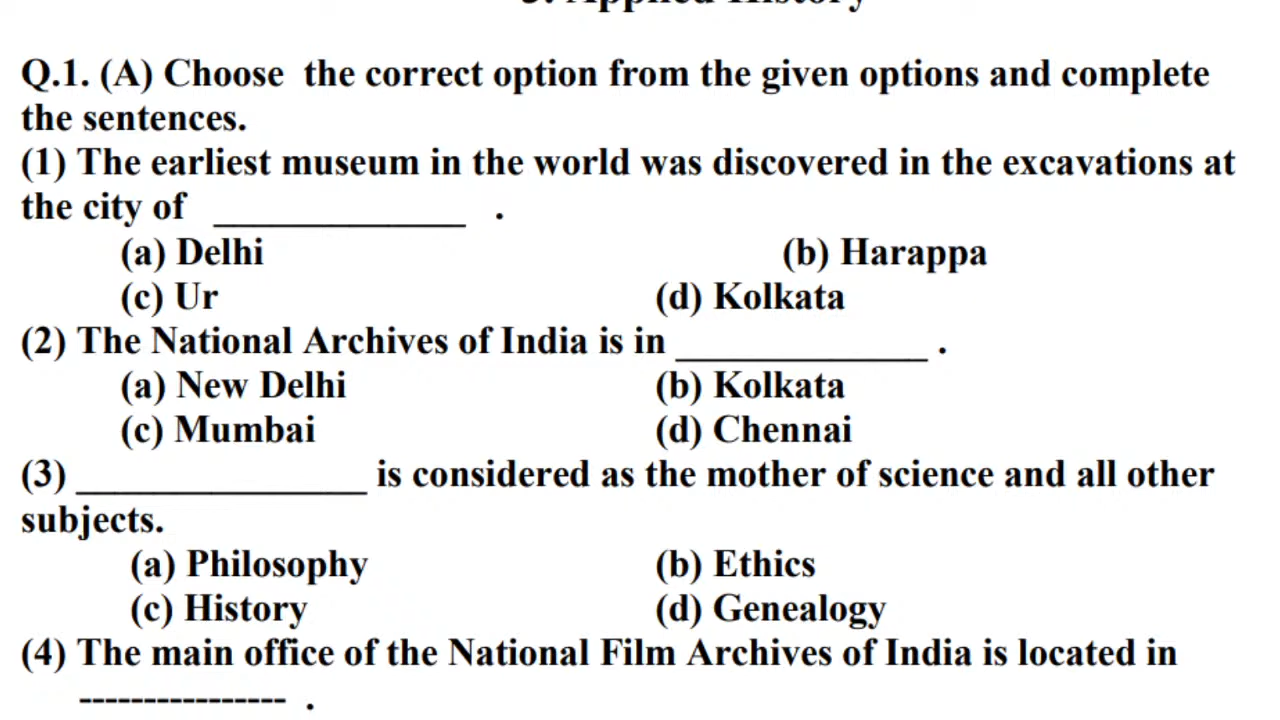 3. Applied History
Q.1. (A) Choose the correct option from the given options and complete
the sentences.
(1) The earliest museum in the world was discovered in the excavations at
the city of ______________ .
(a) Delhi (b) Harappa
(c) Ur (d) Kolkata
(2) The National Archives of India is in ______________ .
(a) New Delhi (b) Kolkata
(c) Mumbai (d) Chennai
(3) ________________ is considered as the mother of science and all other
subjects.
(a) Philosophy (b) Ethics
(c) History (d) Genealogy
(4) The main office of the National Film Archives of India is located in
---------------- .